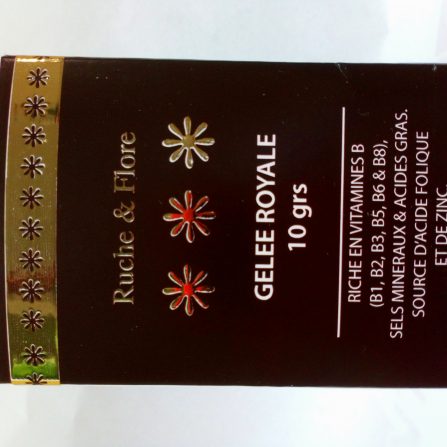 Ruche & Flore
GELEE ROYALE
10 grs
RICHE EN VITAMINES B
(B1, B2, B3, B5, B6 & B8),
SELS MINERAUX & ACIDES GRAS.
SOURCE D'ACIDE FOLIQUE
ET DE ZINC